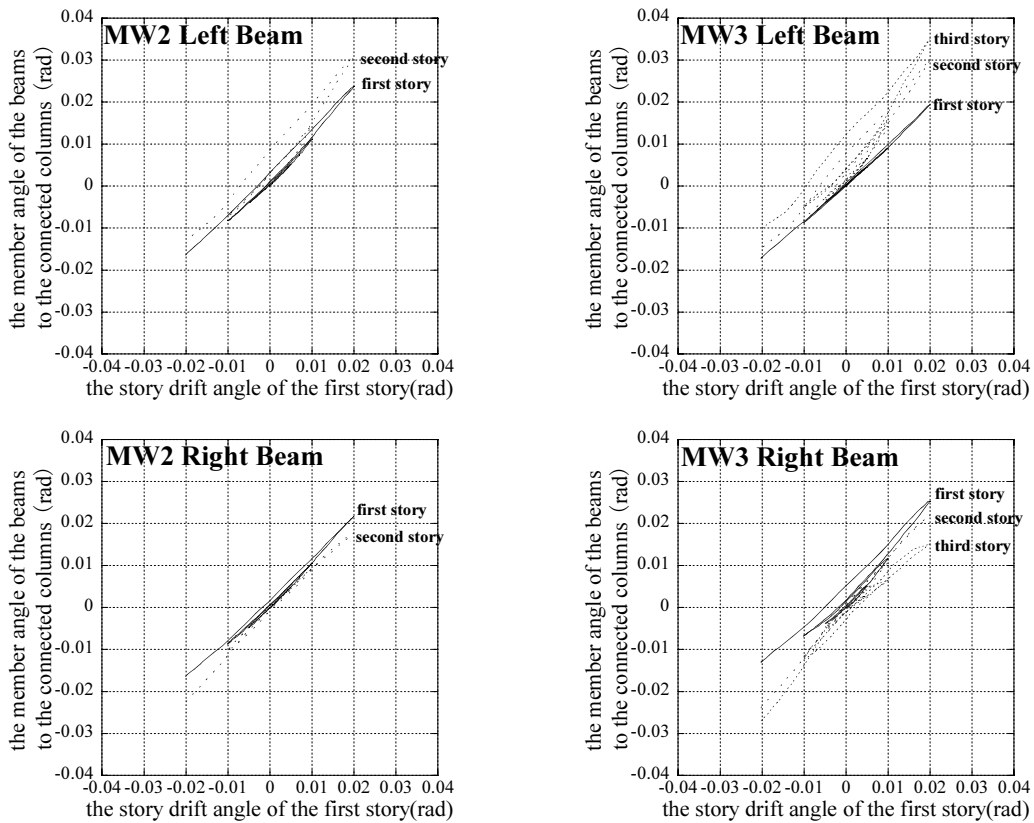 MW2 Left Beam
second story
first story
the member angle of the beams
to the connected columns (rad)
0.04
0.03
0.02
0.01
0
-0.01
-0.02
-0.03
-0.04
-0.04 -0.03 -0.02 -0.01 0 0.01 0.02 0.03 0.04
the story drift angle of the first story(rad)
MW3 Left Beam
third story
second story
first story
the member angle of the beams
to the connected columns (rad)
0.04
0.03
0.02
0.01
0
-0.01
-0.02
-0.03
-0.04
-0.04 -0.03 -0.02 -0.01 0 0.01 0.02 0.03 0.04
the story drift angle of the first story(rad)
MW2 Right Beam
first story
second story
the member angle of the beams
to the connected columns (rad)
0.04
0.03
0.02
0.01
0
-0.01
-0.02
-0.03
-0.04
-0.04 -0.03 -0.02 -0.01 0 0.01 0.02 0.03 0.04
the story drift angle of the first story(rad)
MW3 Right Beam
first story
second story
third story
the member angle of the beams
to the connected columns (rad)
0.04
0.03
0.02
0.01
0
-0.01
-0.02
-0.03
-0.04
-0.04 -0.03 -0.02 -0.01 0 0.01 0.02 0.03 0.04
the story drift angle of the first story(rad)